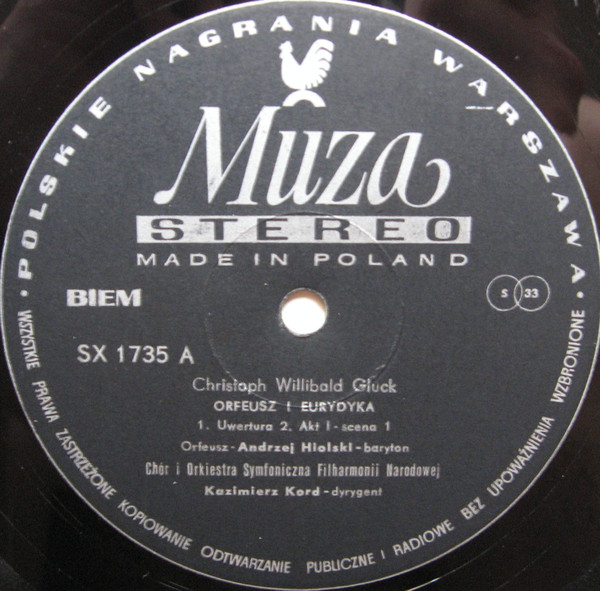 • POLSKIE NAGRANIA WARSZAWA •
Muza
STEREO
MADE IN POLAND
BIEM
S 33
SX 1735 A
Christoph Willibald Gluck
ORFEUSZ I EURYDYKA
1. Uwertura 2. Akt I - scena 1
Orfeusz - Andrzej Hiolski - baryton
Chór i Orkiestra Symfoniczna Filharmonii Narodowej
Kazimierz Kord - dyrygent
WSZYSTKIE PRAWA ZASTRZEŻONE KOPIOWANIE ODTWARZANIE PUBLICZNE I RADIOWE BEZ UPOWAŻNIENIA WZBRONIONE